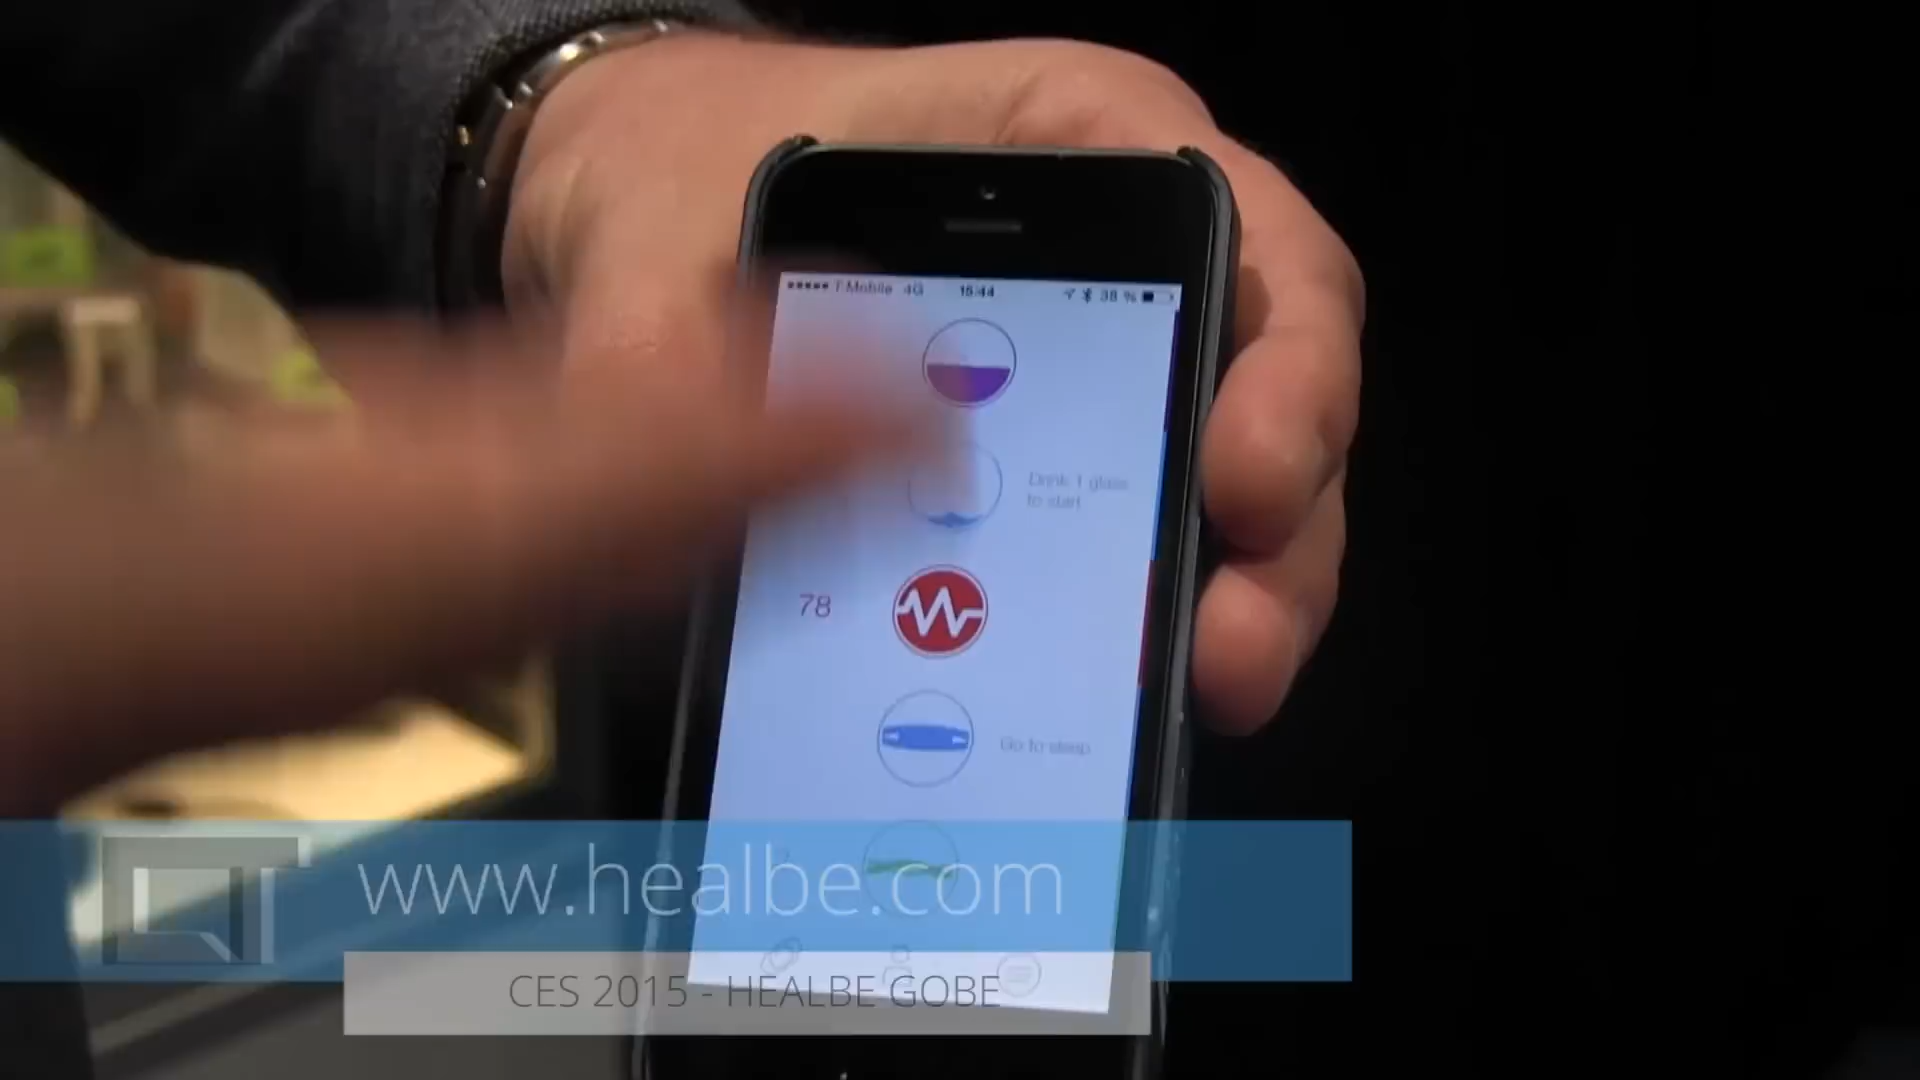 T-Mobile 4G 15:44 38 %
Drink 1 glass
to start
78
Go to sleep
www.healbe.com
CES 2015 - HEALBE GOBE